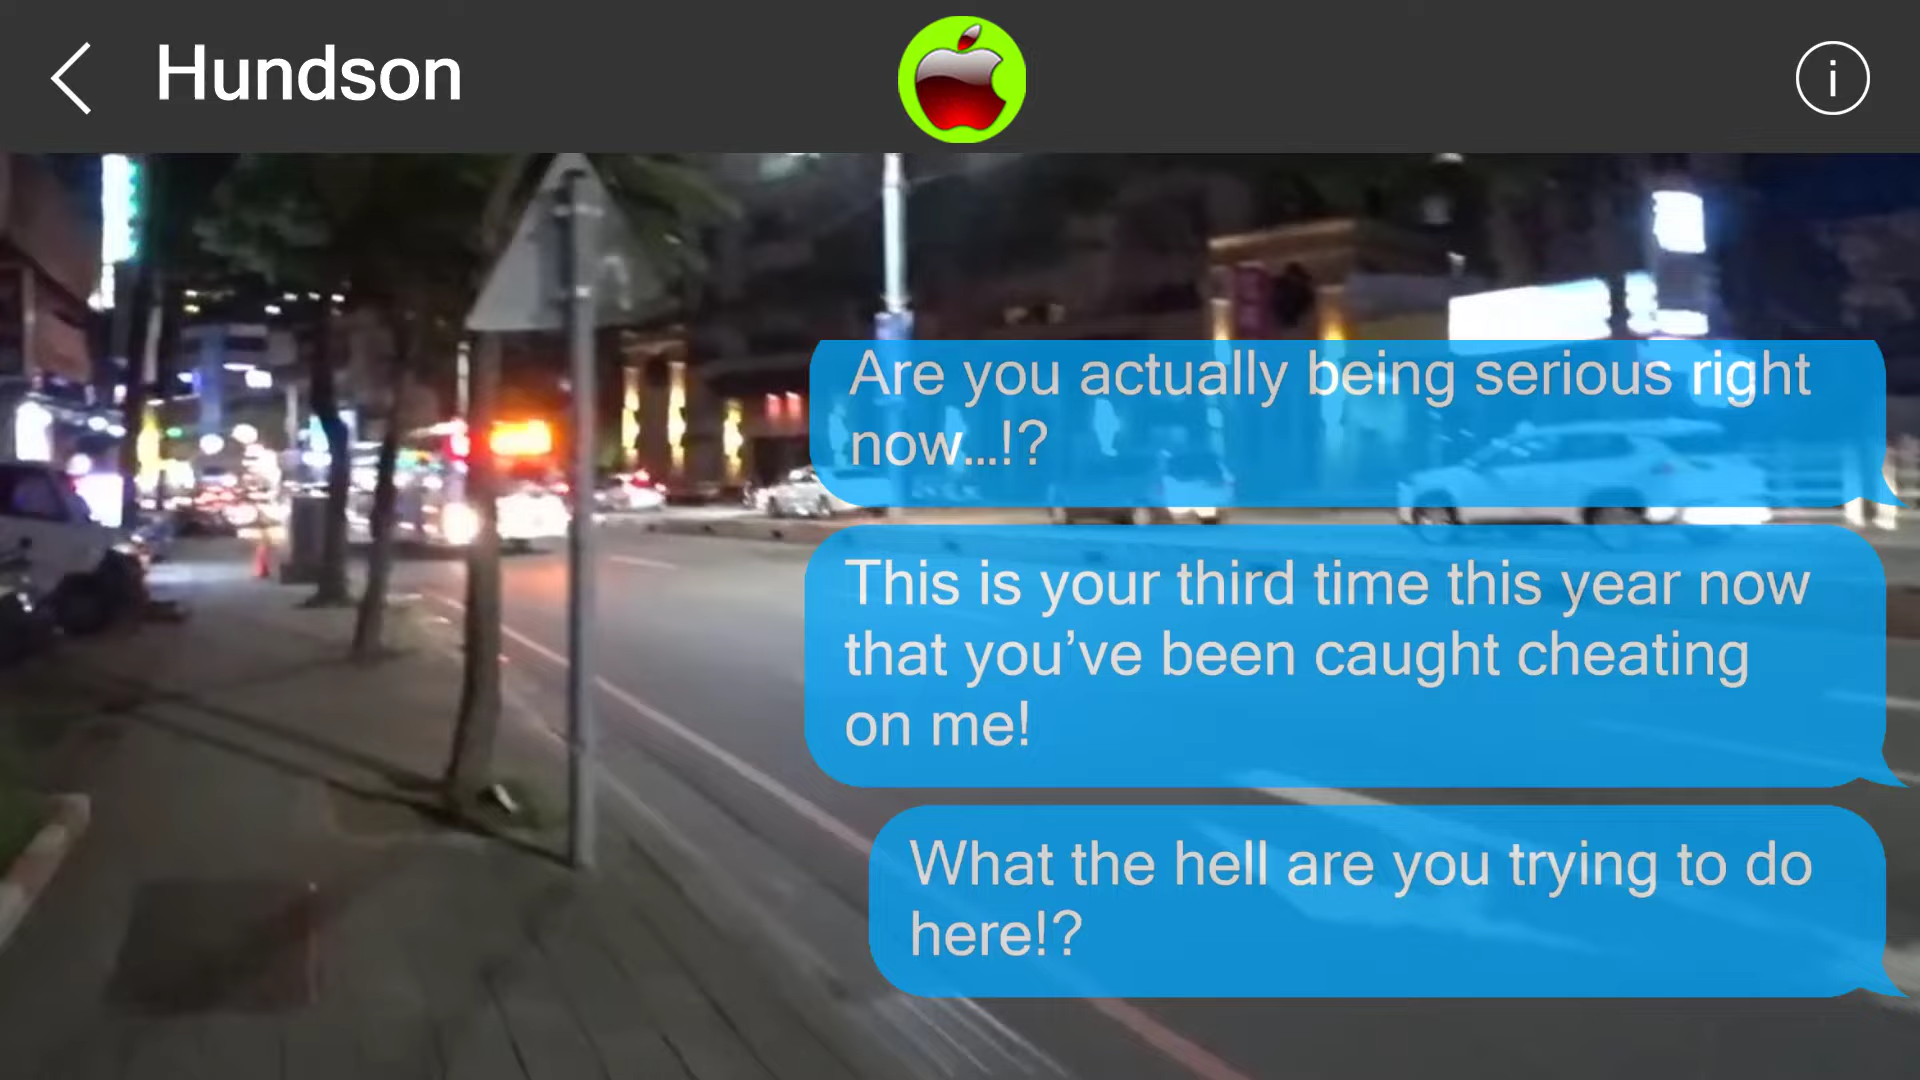 Hundson
Are you actually being serious right
now...!?
This is your third time this year now
that you’ve been caught cheating
on me!
What the hell are you trying to do
here!?